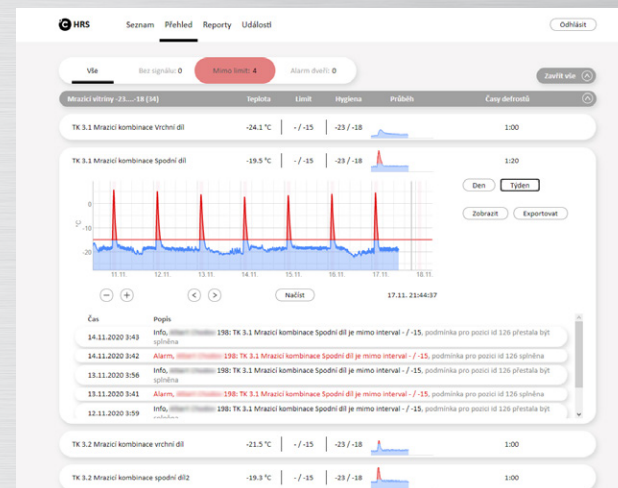 HRS Seznam Přehled Reporty Události Odhlásit
Vše Bez signálu: 0 Mimo limit: 4 Alarm dveří: 0
Zavřít vše
Mrazící vitríny -23....-18 (34) Teplota Limit Hygiena Průběh Časy defrostů
TK 3.1 Mrazící kombinace Vrchní díl -24.1 °C - / -15 -23 / -18 1:00
TK 3.1 Mrazící kombinace Spodní díl -19.5 °C - / -15 -23 / -18 1:20
Den Týden
Zobrazit Exportovat
°C
0
-10
-20
11.11. 12.11. 13.11. 14.11. 15.11. 16.11. 17.11. 18.11.
− + < > Načíst 17.11. 21:44:37
Čas Popis
14.11.2020 3:43 Info, 198: TK 3.1 Mrazící kombinace Spodní díl je mimo interval - / -15, podmínka pro pozici id 126 přestala být
splněna
14.11.2020 3:42 Alarm, 198: TK 3.1 Mrazící kombinace Spodní díl je mimo interval - / -15, podmínka pro pozici id 126 splněna
13.11.2020 3:56 Info, 198: TK 3.1 Mrazící kombinace Spodní díl je mimo interval - / -15, podmínka pro pozici id 126 přestala být
splněna
13.11.2020 3:41 Alarm, 198: TK 3.1 Mrazící kombinace Spodní díl je mimo interval - / -15, podmínka pro pozici id 126 splněna
12.11.2020 3:59 Info, 198: TK 3.1 Mrazící kombinace Spodní díl je mimo interval - / -15, podmínka pro pozici id 126 přestala být
TK 3.2 Mrazící kombinace vrchní díl -21.5 °C - / -15 -23 / -18 1:00
TK 3.2 Mrazící kombinace spodní díl2 -19.3 °C - / -15 -23 / -18 1:00